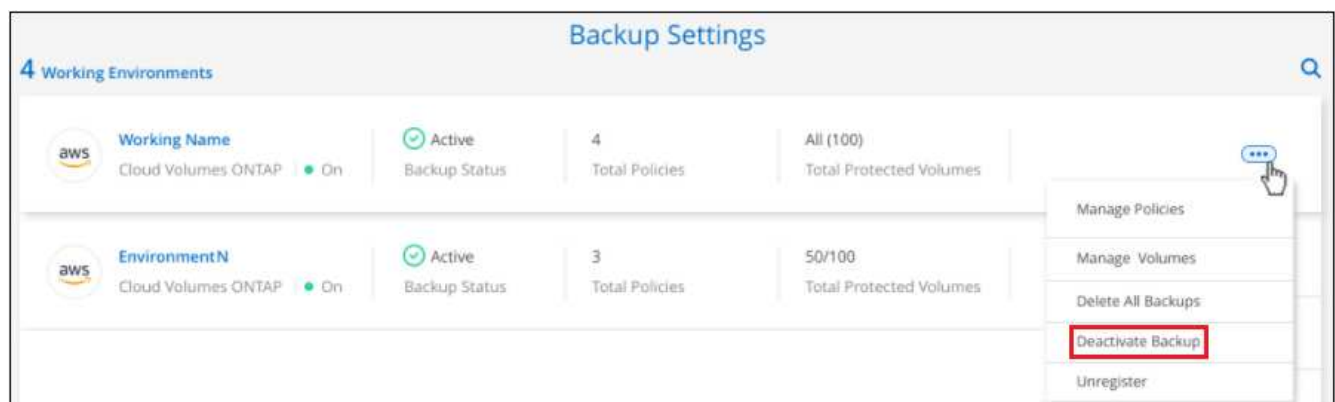 Backup Settings
4 Working Environments
aws
Working Name
Cloud Volumes ONTAP
On
Active
Backup Status
4
Total Policies
All (100)
Total Protected Volumes
Manage Policies
aws
EnvironmentN
Cloud Volumes ONTAP
On
Active
Backup Status
3
Total Policies
50/100
Total Protected Volumes
Manage Volumes
Delete All Backups
Deactivate Backup
Unregister